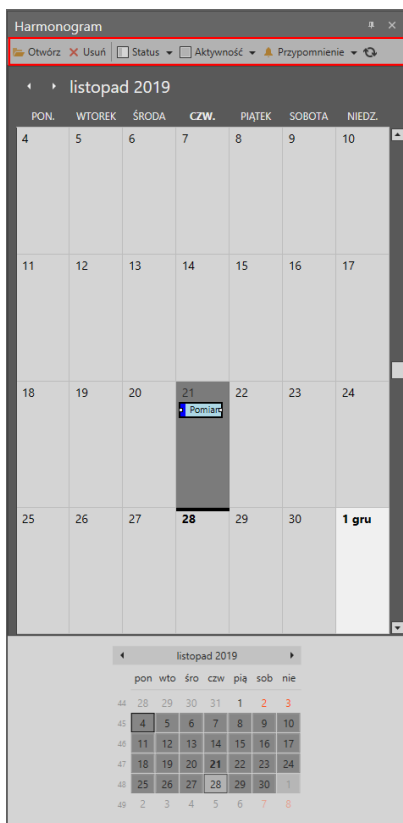 Harmonogram
Otwórz Usuń Status Aktywność Przypomnienie
listopad 2019
PON. WTOREK ŚRODA CZW. PIĄTEK SOBOTA NIEDZ.
4 5 6 7 8 9 10
11 12 13 14 15 16 17
18 19 20 21 22 23 24
Pomiar
25 26 27 28 29 30 1 gru
listopad 2019
pon wto śro czw pią sob nie
44 28 29 30 31 1 2 3
45 4 5 6 7 8 9 10
46 11 12 13 14 15 16 17
47 18 19 20 21 22 23 24
48 25 26 27 28 29 30 1
49 2 3 4 5 6 7 8